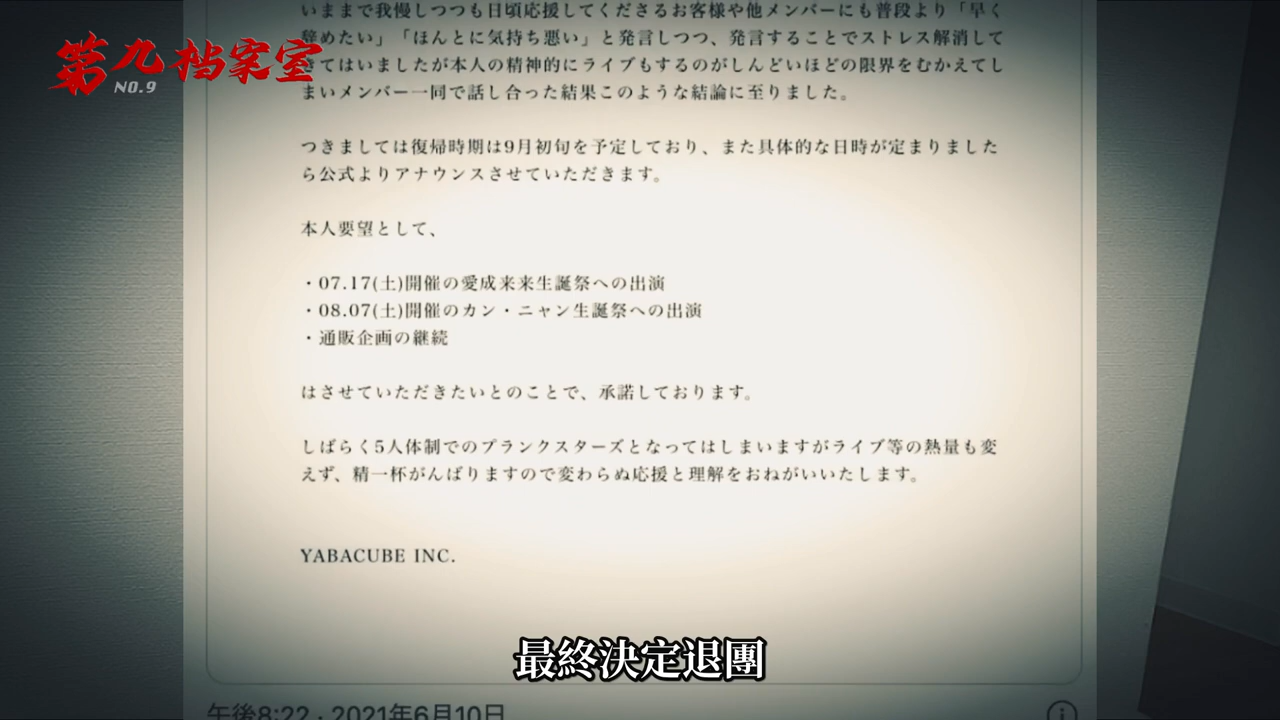 いままで我慢しつつも日頃応援してくださるお客様や他メンバーにも普段より「早く
辞めたい」「ほんとに気持ち悪い」と発言しつつ、発言することでストレス解消して
きてはいましたが本人の精神的にライブもするのがしんどいほどの限界をむかえてし
まいメンバー一同で話し合った結果このような結論に至りました。
第九档案室
NO.9
つきましては復帰時期は9月初旬を予定しており、また具体的な日時が定まりました
ら公式よりアナウンスさせていただきます。
本人要望として、
・07.17(土)開催の愛成来来生誕祭への出演
・08.07(土)開催のカン・ニャン生誕祭への出演
・通販企画の継続
はさせていただきたいとのことで、承諾しております。
しばらく5人体制でのプランクスターズとなってはしまいますがライブ等の熱量も変
えず、精一杯がんばりますので変わらぬ応援と理解をおねがいいたします。
YABACUBE INC.
最終決定退團
午後8:22 · 2021年6月10日